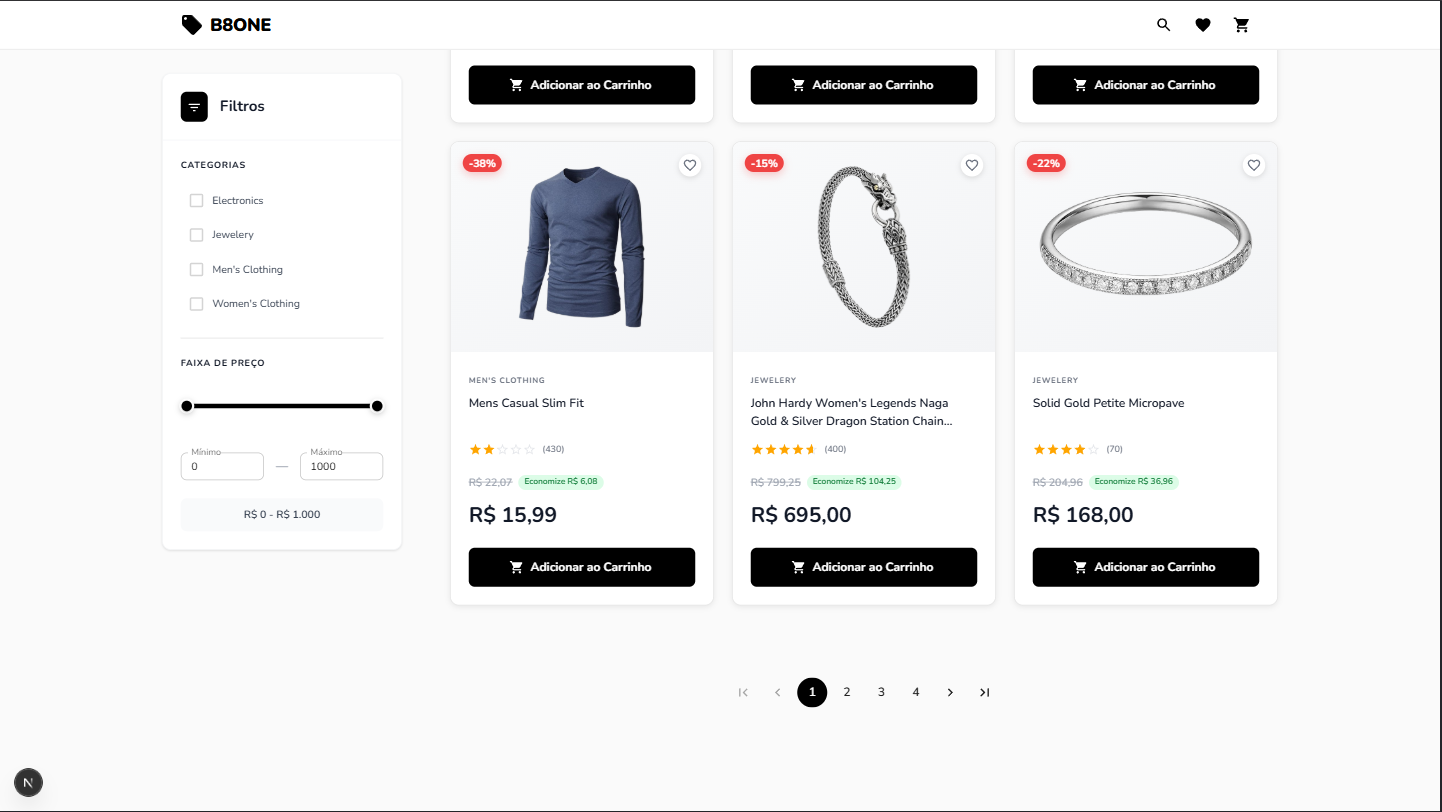 B8ONE
Filtros
CATEGORIAS
Electronics
Jewelery
Men's Clothing
Women's Clothing
FAIXA DE PREÇO
Mínimo
0
—
Máximo
1000
R$ 0 - R$ 1.000
Adicionar ao Carrinho
Adicionar ao Carrinho
Adicionar ao Carrinho
-38%
MEN'S CLOTHING
Mens Casual Slim Fit
(430)
R$ 22,07 Economize R$ 6,08
R$ 15,99
Adicionar ao Carrinho
-15%
JEWELERY
John Hardy Women's Legends Naga
Gold & Silver Dragon Station Chain...
(400)
R$ 799,25 Economize R$ 104,25
R$ 695,00
Adicionar ao Carrinho
-22%
JEWELERY
Solid Gold Petite Micropave
(70)
R$ 204,96 Economize R$ 36,96
R$ 168,00
Adicionar ao Carrinho
1 2 3 4
N